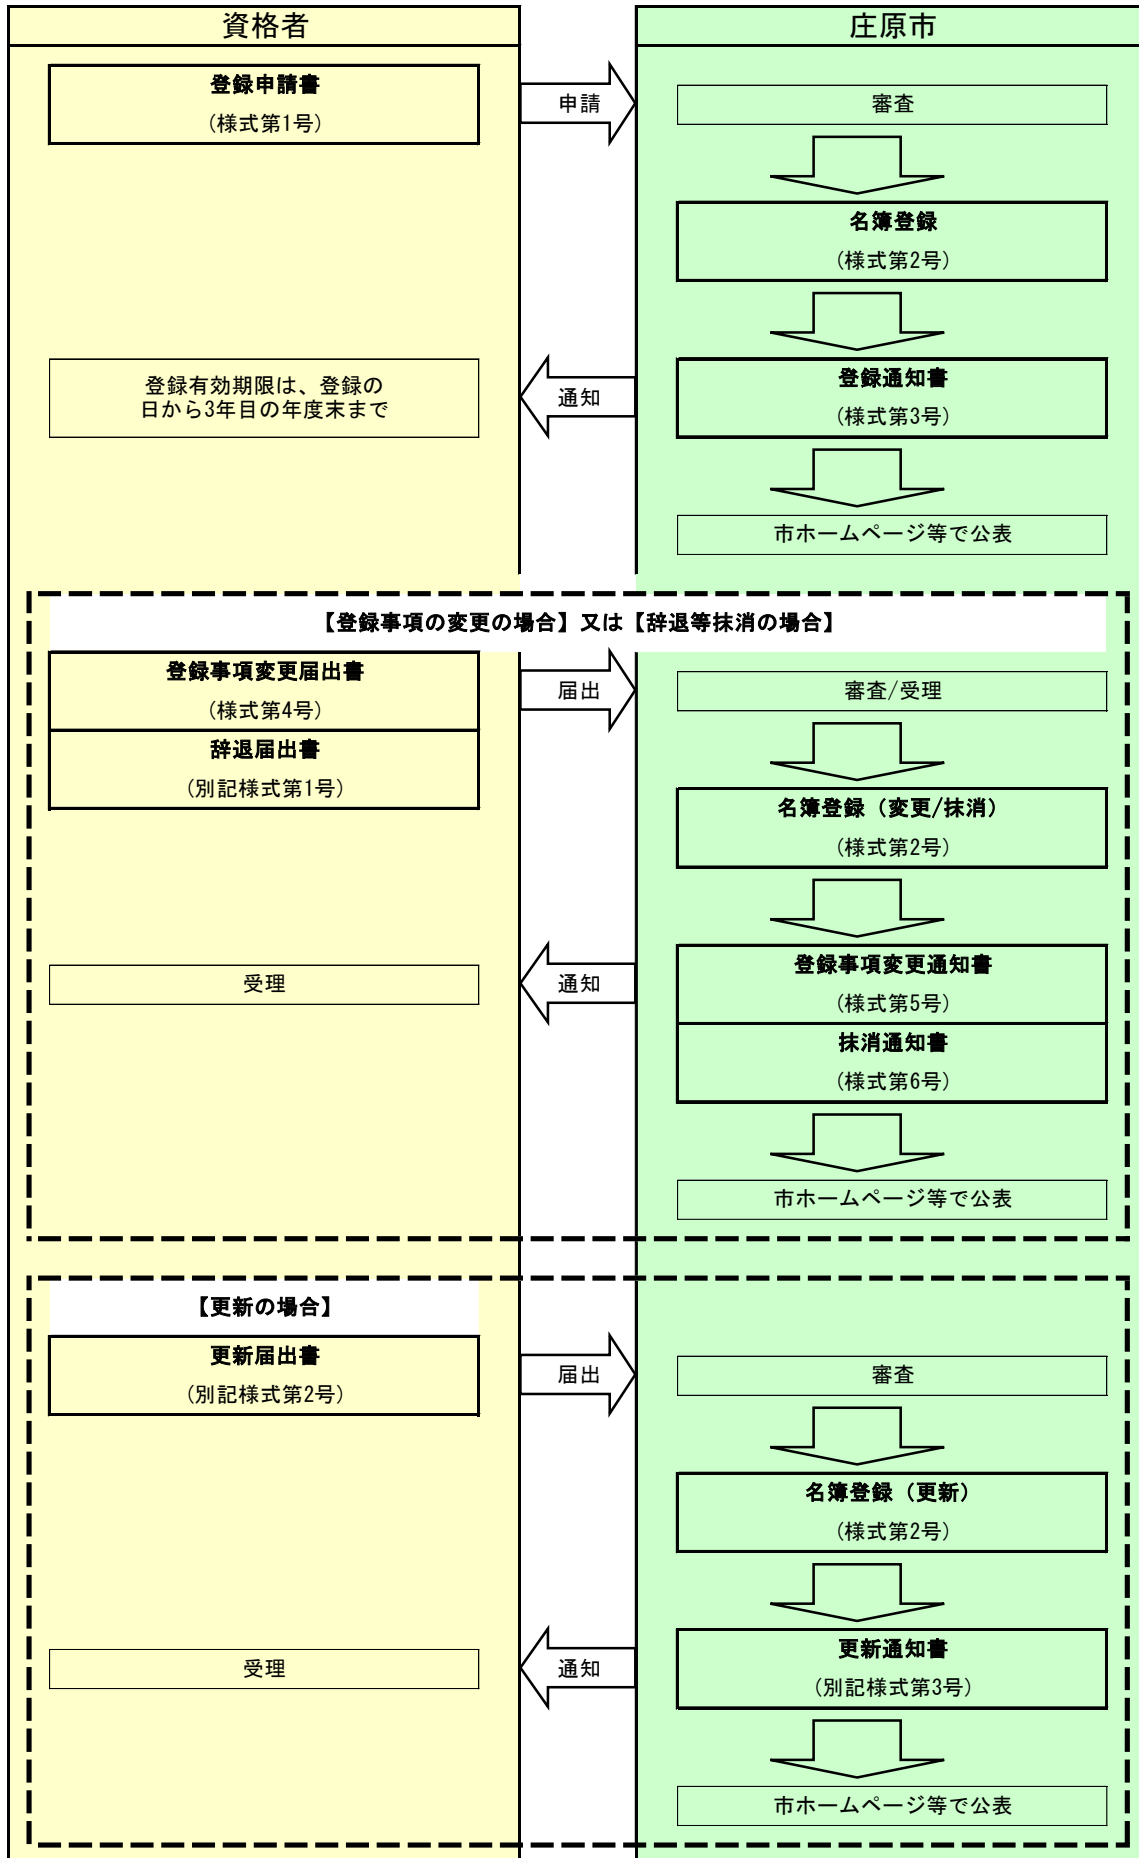 資格者
庄原市
登録申請書
(様式第1号)
申請
審査
名簿登録
(様式第2号)
登録有効期限は、登録の
日から3年目の年度末まで
通知
登録通知書
(様式第3号)
市ホームページ等で公表
【登録事項の変更の場合】又は【辞退等抹消の場合】
登録事項変更届出書
(様式第4号)
辞退届出書
(別記様式第1号)
届出
審査/受理
名簿登録（変更/抹消）
(様式第2号)
受理
通知
登録事項変更通知書
(様式第5号)
抹消通知書
(様式第6号)
市ホームページ等で公表
【更新の場合】
更新届出書
(別記様式第2号)
届出
審査
名簿登録（更新）
(様式第2号)
受理
通知
更新通知書
(別記様式第3号)
市ホームページ等で公表